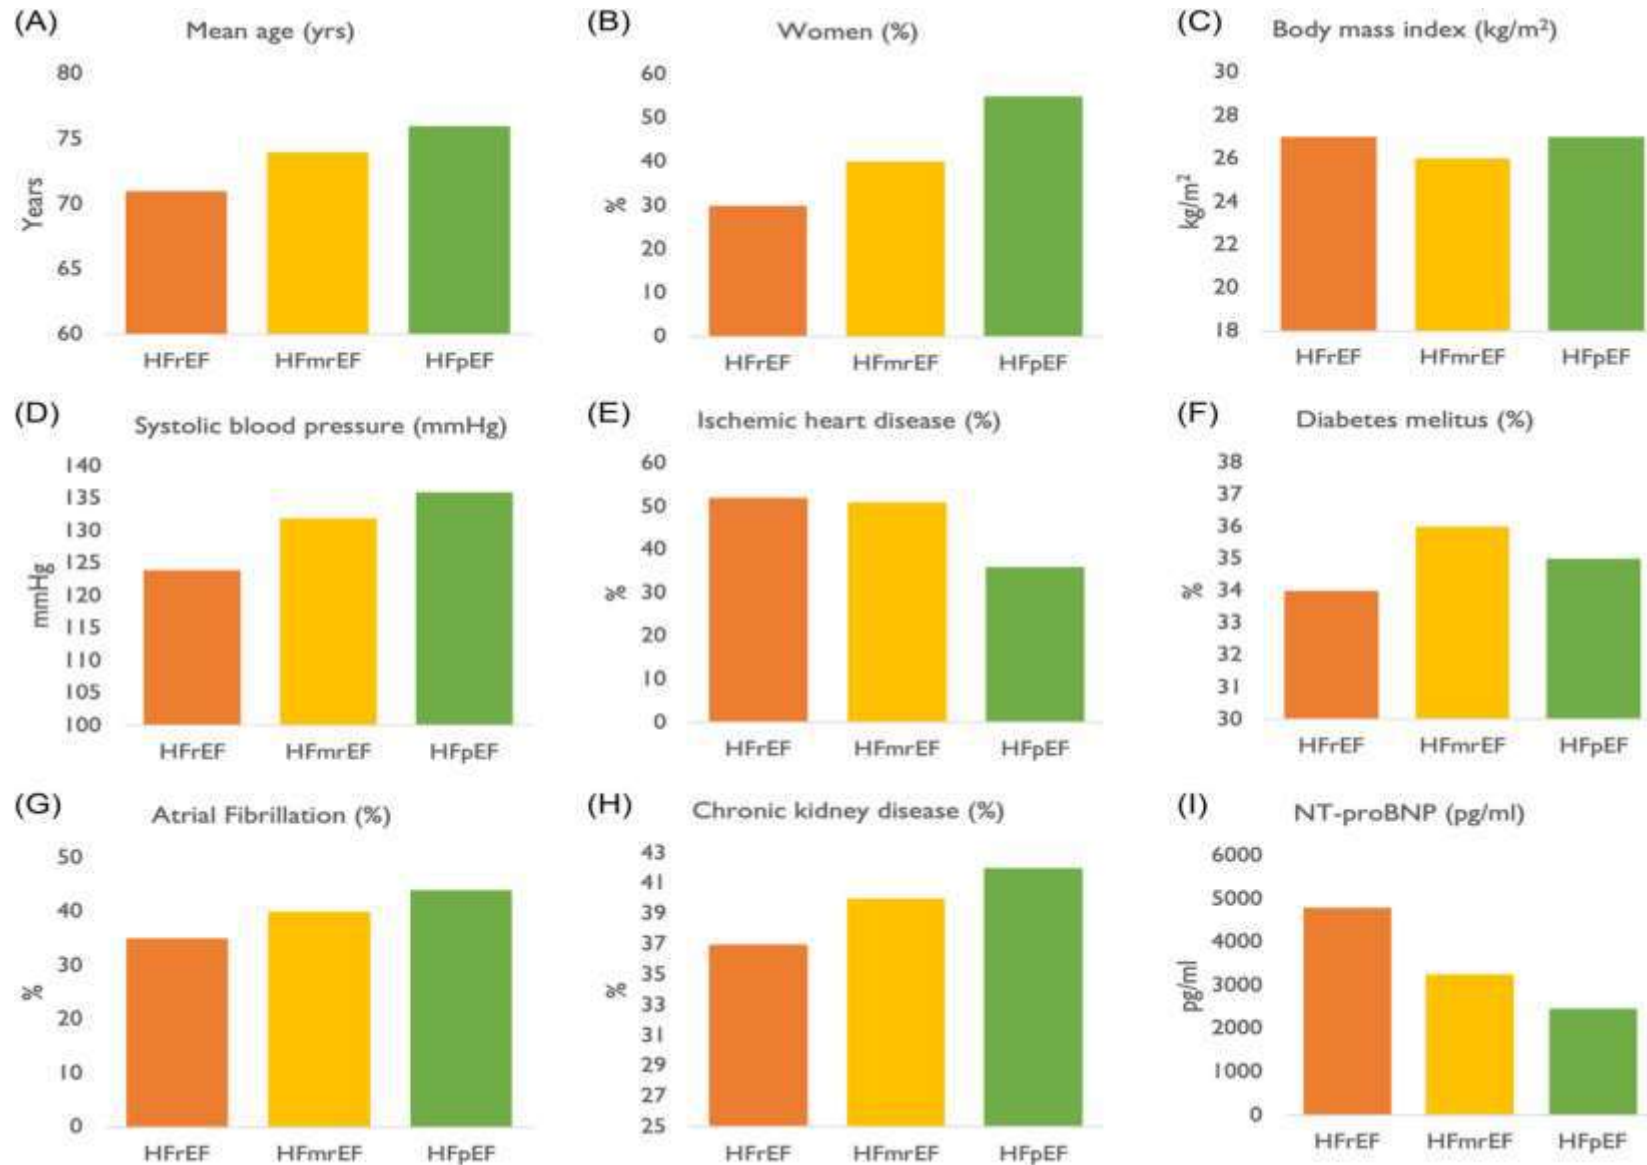 (A)
Mean age (yrs)
80
75
70
65
60
Years
HFrEF HFmrEF HFpEF
(B)
Women (%)
60
50
40
30
20
10
0
%
HFrEF HFmrEF HFpEF
(C)
Body mass index (kg/m²)
30
28
26
24
22
20
18
kg/m²
HFrEF HFmrEF HFpEF
(D)
Systolic blood pressure (mmHg)
140
135
130
125
120
115
110
105
100
mmHg
HFrEF HFmrEF HFpEF
(E)
Ischemic heart disease (%)
60
50
40
30
20
10
0
%
HFrEF HFmrEF HFpEF
(F)
Diabetes melitus (%)
38
37
36
35
34
33
32
31
30
%
HFrEF HFmrEF HFpEF
(G)
Atrial Fibrillation (%)
50
40
30
20
10
0
%
HFrEF HFmrEF HFpEF
(H)
Chronic kidney disease (%)
43
41
39
37
35
33
31
29
27
25
%
HFrEF HFmrEF HFpEF
(I)
NT-proBNP (pg/ml)
6000
5000
4000
3000
2000
1000
0
pg/ml
HFrEF HFmrEF HFpEF